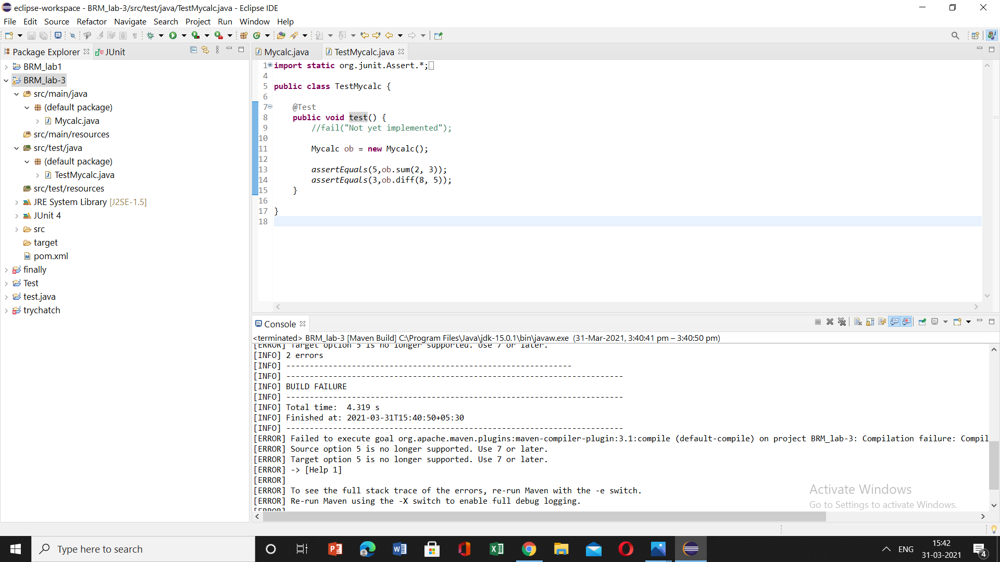 eclipse-workspace - BRM_lab-3/src/test/java/TestMycalc.java - Eclipse IDE
File Edit Source Refactor Navigate Search Project Run Window Help
Package Explorer
JUnit
BRM_lab1
BRM_lab-3
src/main/java
(default package)
Mycalc.java
src/main/resources
src/test/java
(default package)
TestMycalc.java
src/test/resources
JRE System Library [J2SE-1.5]
JUnit 4
src
target
pom.xml
finally
Test
test.java
trychatch
Mycalc.java
TestMycalc.java
1 import static org.junit.Assert.*;
4
5 public class TestMycalc {
6
7 @Test
8 public void test() {
9 //fail("Not yet implemented");
10
11 Mycalc ob = new Mycalc();
12
13 assertEquals(5,ob.sum(2, 3));
14 assertEquals(3,ob.diff(8, 5));
15 }
16
17 }
18
Console
<terminated> BRM_lab-3 [Maven Build] C:\Program Files\Java\jdk-15.0.1\bin\javaw.exe (31-Mar-2021, 3:40:41 pm – 3:40:50 pm)
[ERROR] Target option 5 is no longer supported. Use 7 or later.
[INFO] 2 errors
[INFO] -------------------------------------------------------------
[INFO] ------------------------------------------------------------------------
[INFO] BUILD FAILURE
[INFO] ------------------------------------------------------------------------
[INFO] Total time:  4.319 s
[INFO] Finished at: 2021-03-31T15:40:50+05:30
[INFO] ------------------------------------------------------------------------
[ERROR] Failed to execute goal org.apache.maven.plugins:maven-compiler-plugin:3.1:compile (default-compile) on project BRM_lab-3: Compilation failure: Compil
[ERROR] Source option 5 is no longer supported. Use 7 or later.
[ERROR] Target option 5 is no longer supported. Use 7 or later.
[ERROR] -> [Help 1]
[ERROR]
[ERROR] To see the full stack trace of the errors, re-run Maven with the -e switch.
[ERROR] Re-run Maven using the -X switch to enable full debug logging.
[ERROR]
Activate Windows
Go to Settings to activate Windows.
Type here to search
ENG
15:42
31-03-2021
4